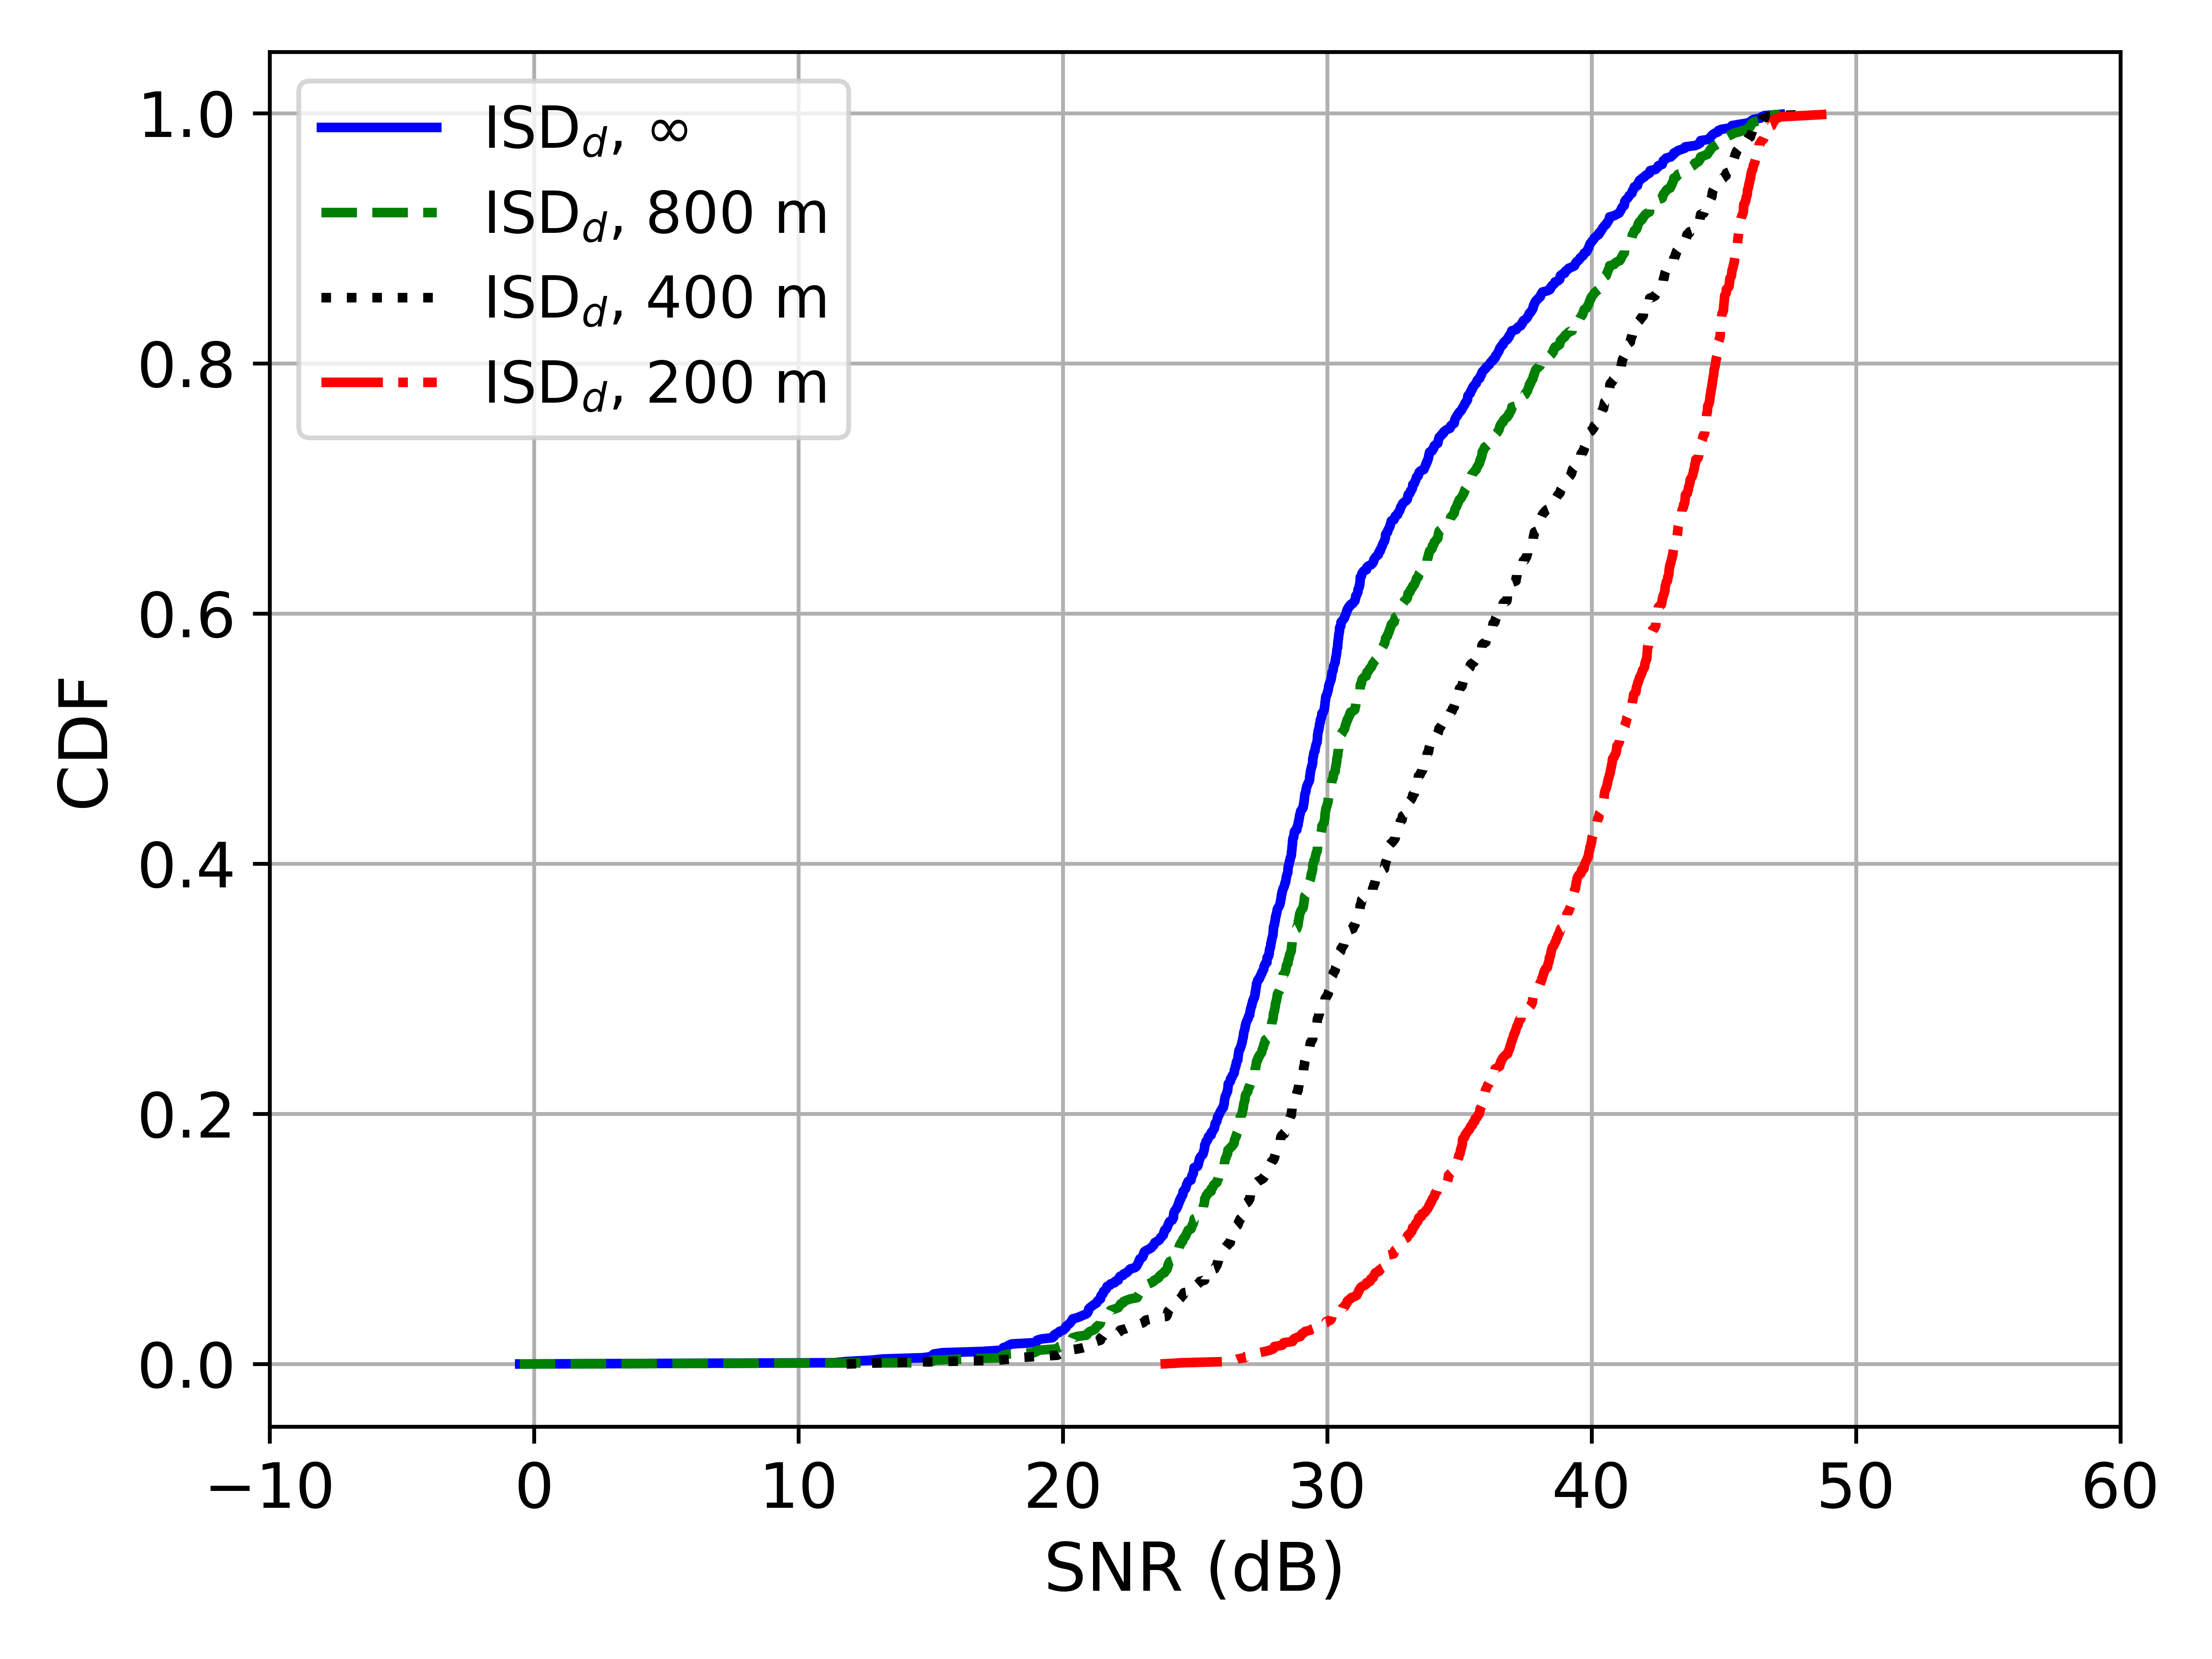 1.0
0.8
0.6
0.4
0.2
0.0
CDF
ISD_d, ∞
ISD_d, 800 m
ISD_d, 400 m
ISD_d, 200 m
−10 0 10 20 30 40 50 60
SNR (dB)